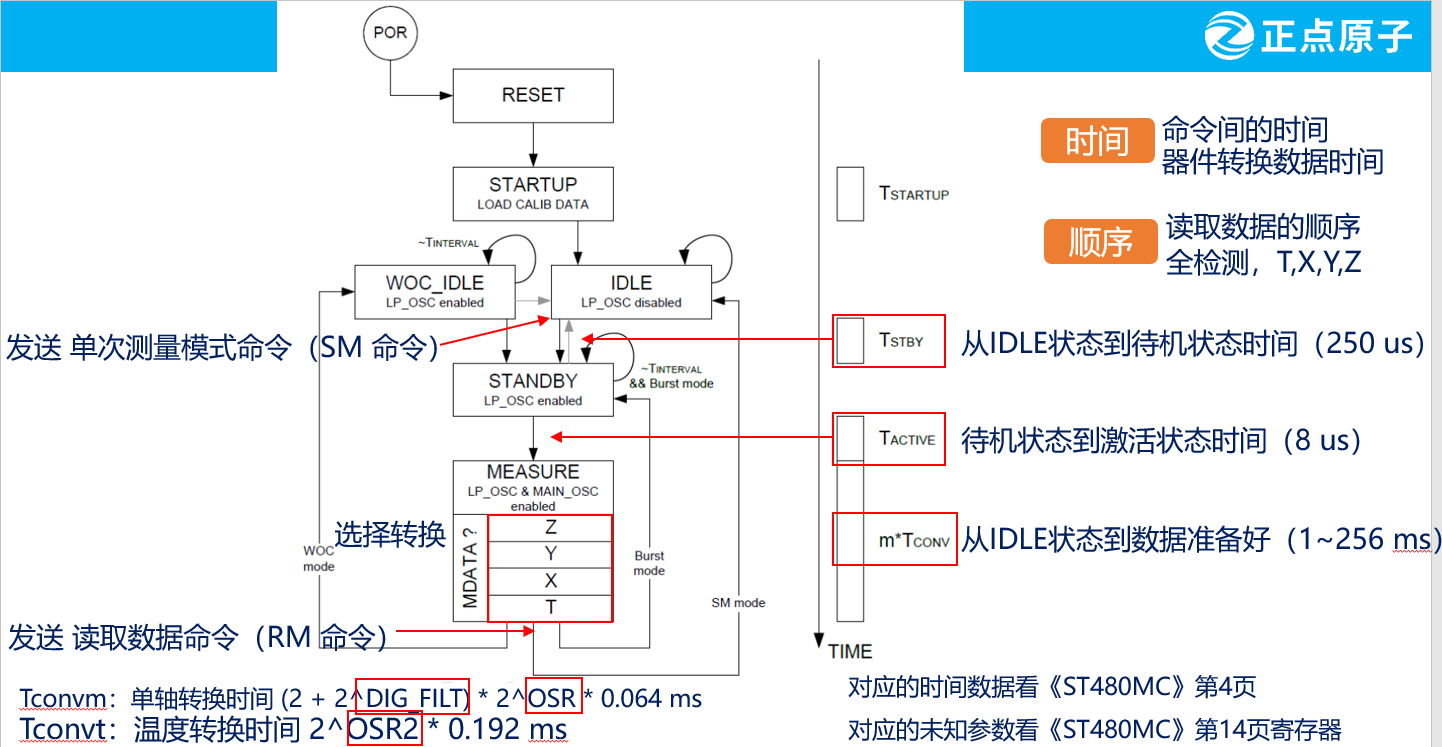 正点原子
POR
RESET
STARTUP
LOAD CALIB DATA
~TINTERVAL
WOC_IDLE
LP_OSC enabled
IDLE
LP_OSC disabled
发送 单次测量模式命令（SM 命令）
STANDBY
LP_OSC enabled
~TINTERVAL
&& Burst mode
MEASURE
LP_OSC & MAIN_OSC
enabled
MDATA ?
Z
Y
X
T
选择转换
WOC
mode
Burst
mode
SM mode
发送 读取数据命令（RM 命令）
Tconvm：单轴转换时间 (2 + 2^DIG_FILT) * 2^OSR * 0.064 ms
Tconvt：温度转换时间 2^OSR2 * 0.192 ms
时间
命令间的时间
器件转换数据时间
TSTARTUP
顺序
读取数据的顺序
全检测，T,X,Y,Z
TSTBY
从IDLE状态到待机状态时间（250 us）
TACTIVE
待机状态到激活状态时间（8 us）
m*TCONV
从IDLE状态到数据准备好（1~256 ms）
TIME
对应的时间数据看《ST480MC》第4页
对应的未知参数看《ST480MC》第14页寄存器